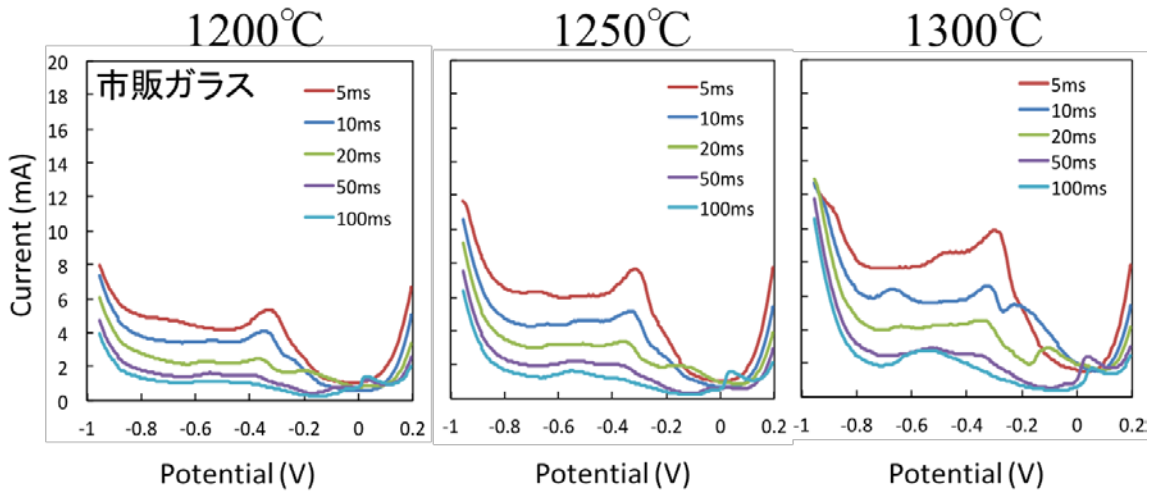 1200℃
1250℃
1300℃
Current (mA)
市販ガラス
20
18
16
14
12
10
8
6
4
2
0
5ms
10ms
20ms
50ms
100ms
-1 -0.8 -0.6 -0.4 -0.2 0 0.2
Potential (V)
5ms
10ms
20ms
50ms
100ms
-1 -0.8 -0.6 -0.4 -0.2 0 0.2
Potential (V)
5ms
10ms
20ms
50ms
100ms
-1 -0.8 -0.6 -0.4 -0.2 0 0.2
Potential (V)